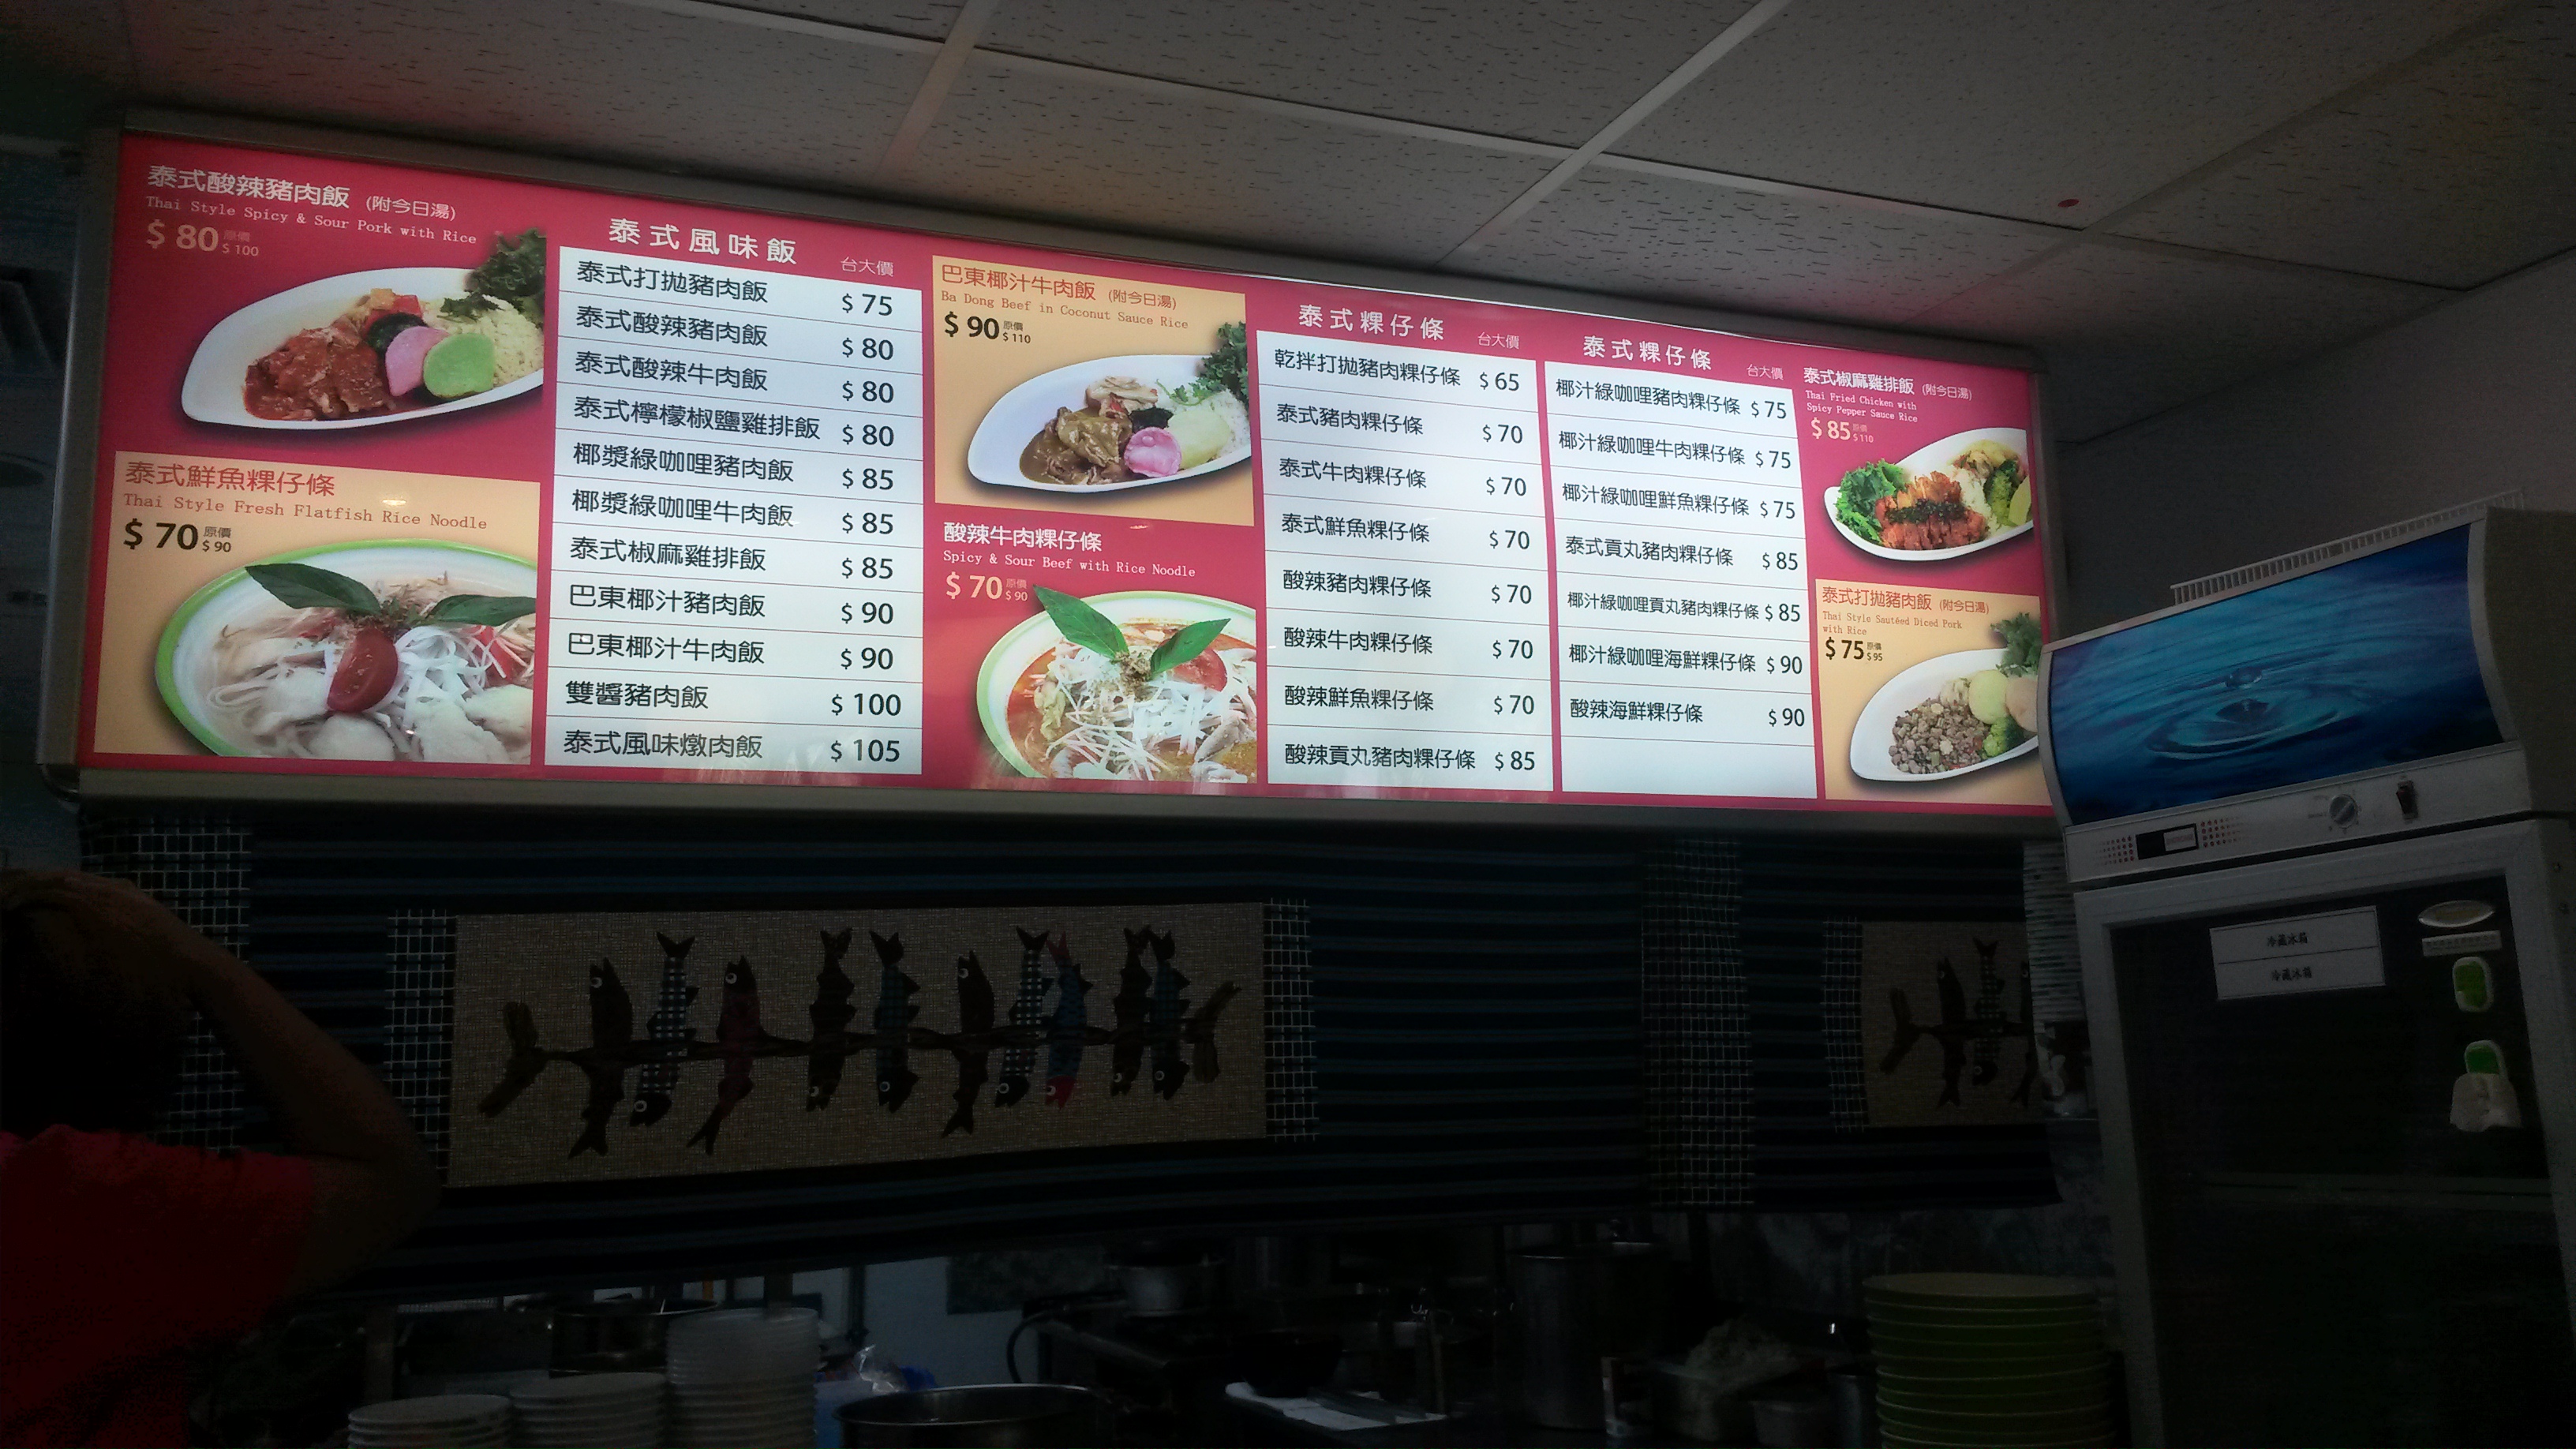 泰式酸辣豬肉飯 (附今日湯)
Thai Style Spicy & Sour Pork with Rice
$ 80 原價 $ 100
泰式鮮魚粿仔條
Thai Style Fresh Flatfish Rice Noodle
$ 70 原價 $ 90
泰式風味飯 台大價
泰式打拋豬肉飯 $ 75
泰式酸辣豬肉飯 $ 80
泰式酸辣牛肉飯 $ 80
泰式檸檬椒鹽雞排飯 $ 80
椰漿綠咖哩豬肉飯 $ 85
椰漿綠咖哩牛肉飯 $ 85
泰式椒麻雞排飯 $ 85
巴東椰汁豬肉飯 $ 90
巴東椰汁牛肉飯 $ 90
雙醬豬肉飯 $ 100
泰式風味燉肉飯 $ 105
巴東椰汁牛肉飯 (附今日湯)
Ba Dong Beef in Coconut Sauce Rice
$ 90 原價 $ 110
酸辣牛肉粿仔條
Spicy & Sour Beef with Rice Noodle
$ 70 原價 $ 90
泰式粿仔條 台大價
乾拌打拋豬肉粿仔條 $ 65
泰式豬肉粿仔條 $ 70
泰式牛肉粿仔條 $ 70
泰式鮮魚粿仔條 $ 70
酸辣豬肉粿仔條 $ 70
酸辣牛肉粿仔條 $ 70
酸辣鮮魚粿仔條 $ 70
酸辣貢丸豬肉粿仔條 $ 85
泰式粿仔條 台大價
椰汁綠咖哩豬肉粿仔條 $ 75
椰汁綠咖哩牛肉粿仔條 $ 75
椰汁綠咖哩鮮魚粿仔條 $ 75
泰式貢丸豬肉粿仔條 $ 85
椰汁綠咖哩貢丸豬肉粿仔條 $ 85
椰汁綠咖哩海鮮粿仔條 $ 90
酸辣海鮮粿仔條 $ 90
泰式椒麻雞排飯 (附今日湯)
Thai Fried Chicken with
Spicy Pepper Sauce Rice
$ 85 原價 $ 110
泰式打拋豬肉飯 (附今日湯)
Thai Style Sautéed Diced Pork
with Rice
$ 75 原價 $ 95
冷藏冰箱
冷藏冰箱